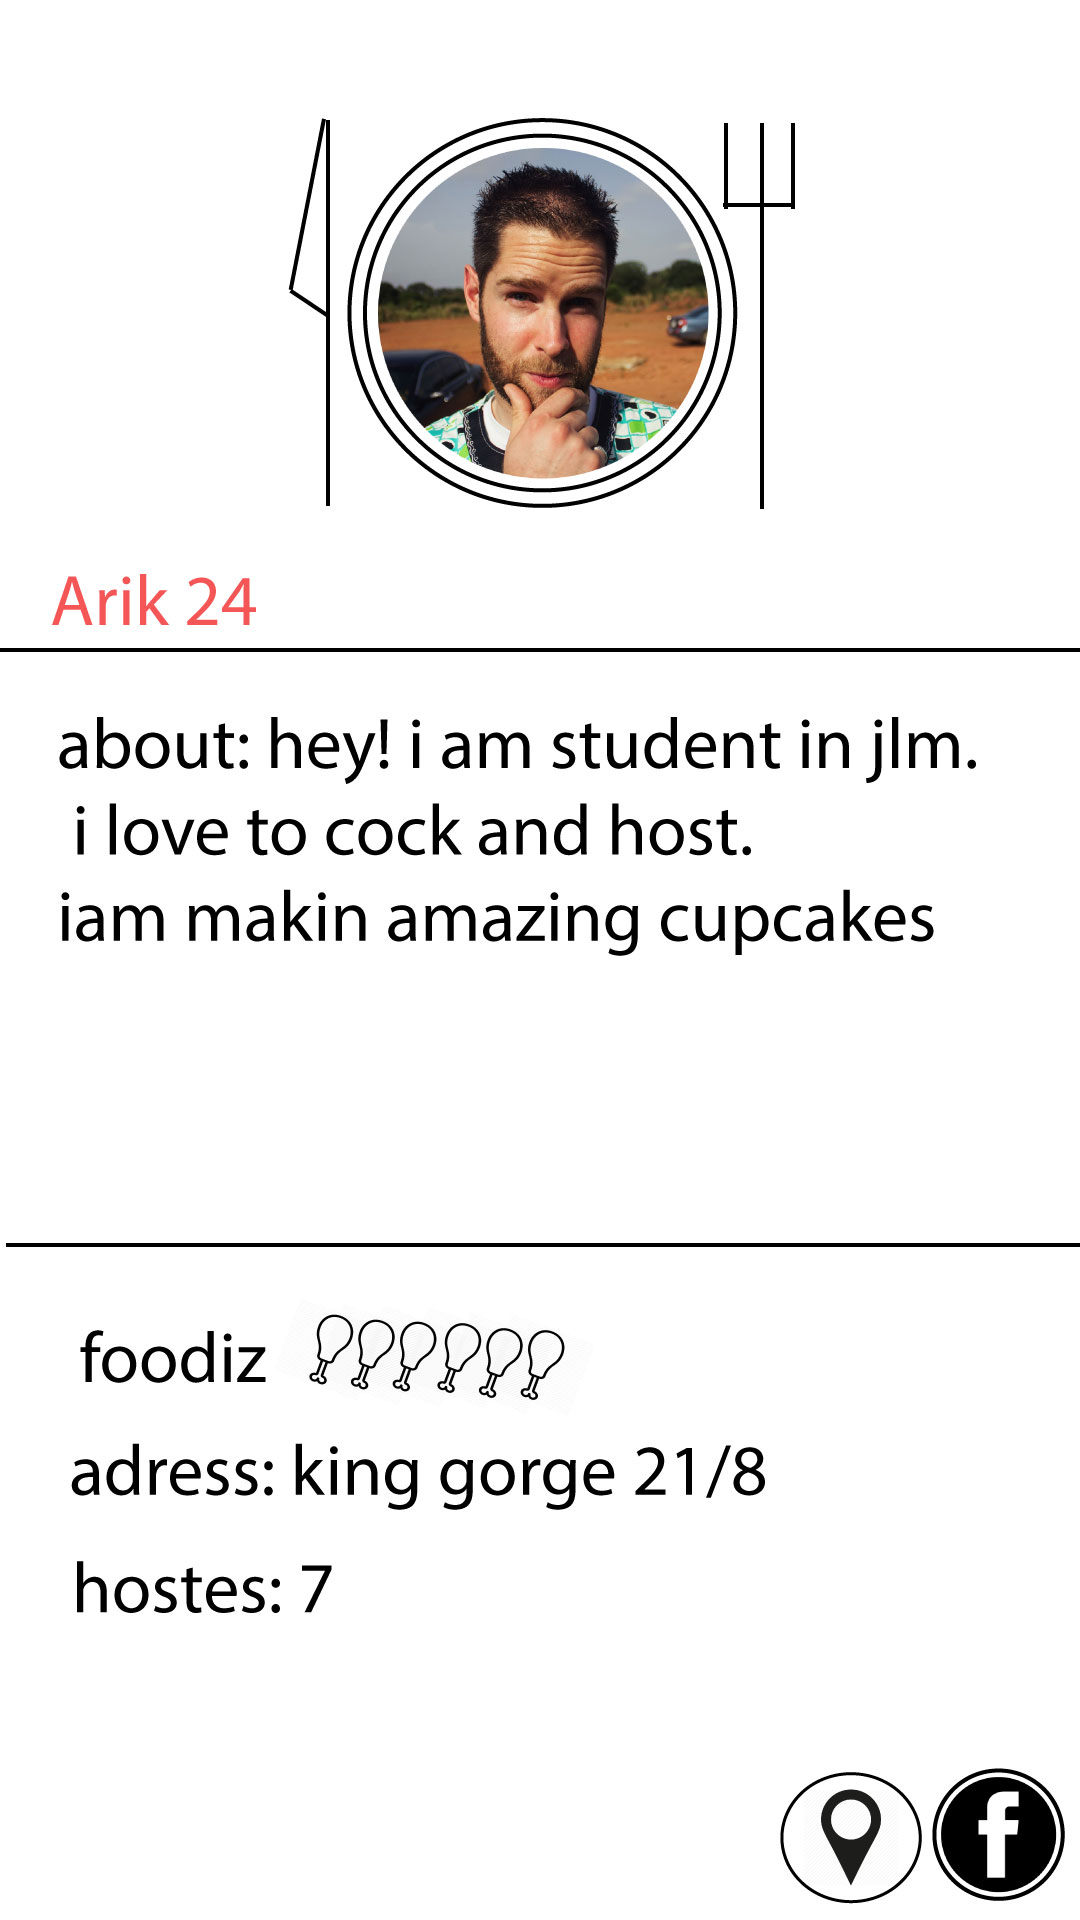 Arik 24
about: hey! i am student in jlm.
i love to cock and host.
iam makin amazing cupcakes
foodiz
adress: king gorge 21/8
hostes: 7
f